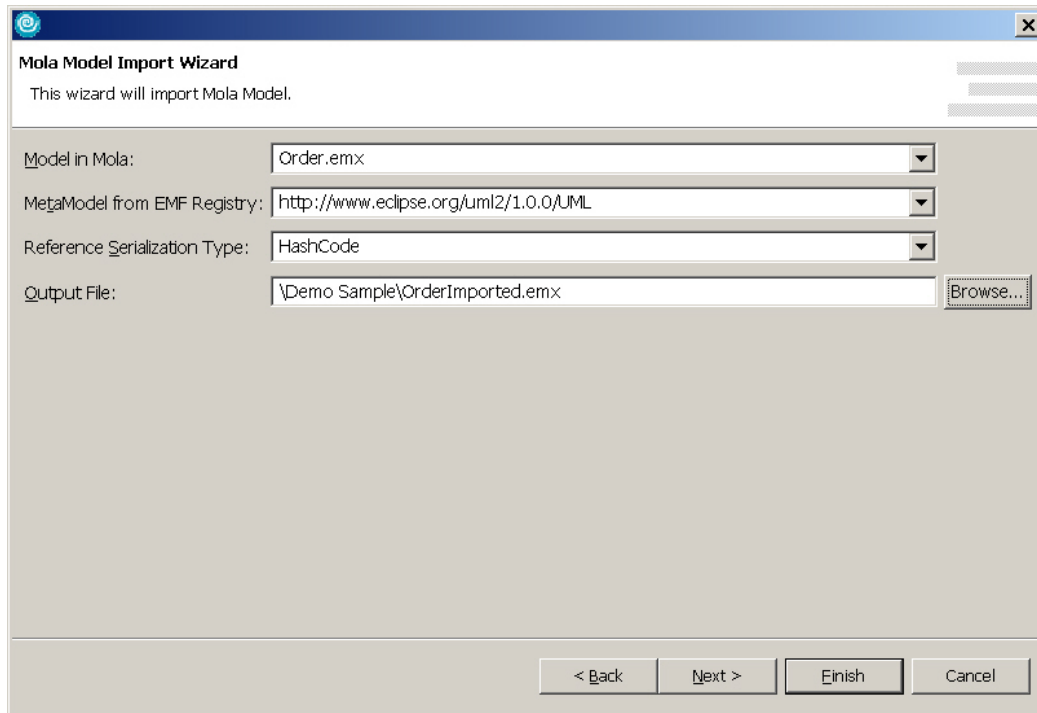 Mola Model Import Wizard
This wizard will import Mola Model.
Model in Mola: Order.emx
MetaModel from EMF Registry: http://www.eclipse.org/uml2/1.0.0/UML
Reference Serialization Type: HashCode
Output File: \Demo Sample\OrderImported.emx Browse...
< Back Next > Finish Cancel